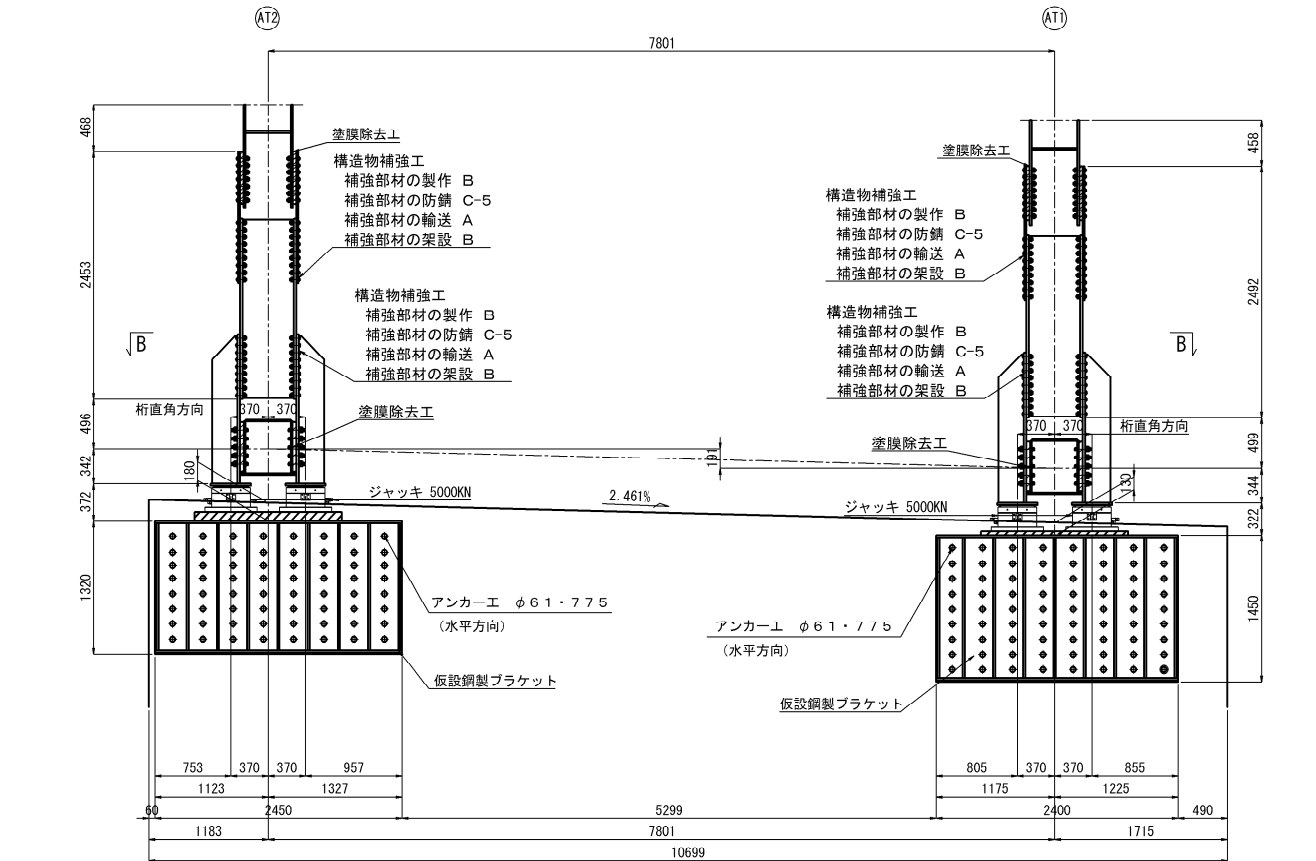 AT2
AT1
7801
468
2453
496
342
372
1320
458
2492
499
344
322
1450
塗膜除去工
構造物補強工
補強部材の製作 B
補強部材の防錆 C-5
補強部材の輸送 A
補強部材の架設 B
構造物補強工
補強部材の製作 B
補強部材の防錆 C-5
補強部材の輸送 A
補強部材の架設 B
B
桁直角方向
370 370
塗膜除去工
180
ジャッキ 5000KN
2.461%
191
アンカー工 φ61・775
(水平方向)
仮設鋼製ブラケット
塗膜除去工
構造物補強工
補強部材の製作 B
補強部材の防錆 C-5
補強部材の輸送 A
補強部材の架設 B
構造物補強工
補強部材の製作 B
補強部材の防錆 C-5
補強部材の輸送 A
補強部材の架設 B
B
370 370
桁直角方向
塗膜除去工
130
ジャッキ 5000KN
アンカー工 φ61・775
(水平方向)
仮設鋼製ブラケット
753 370 370 957
805 370 370 855
1123 1327
1175 1225
60 2450 5299 2400 490
1183 7801 1715
10699